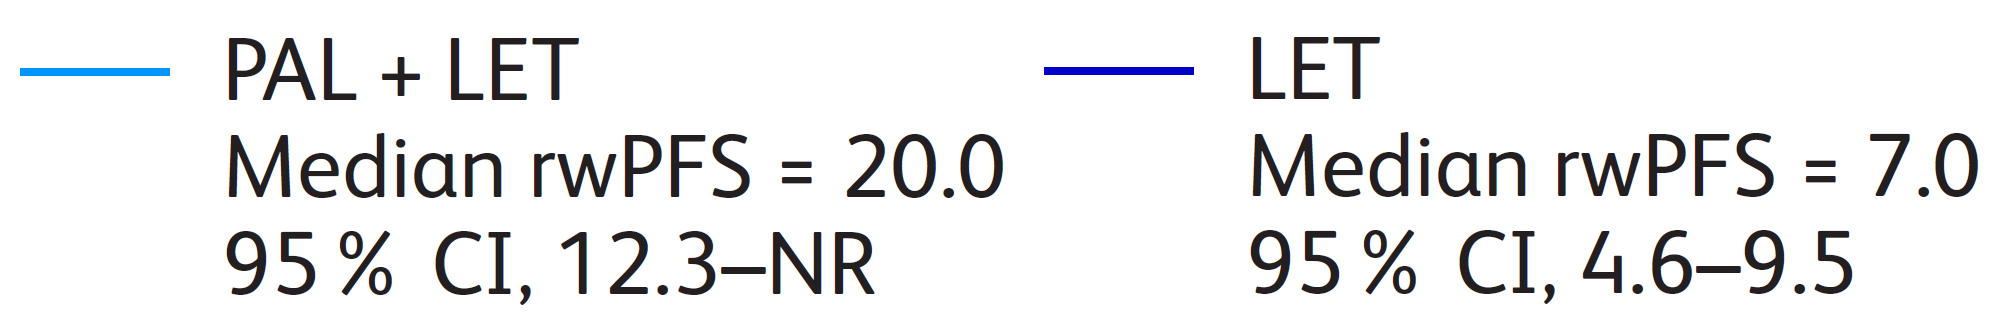 PAL + LET
Median rwPFS = 20.0
95 % CI, 12.3–NR
LET
Median rwPFS = 7.0
95 % CI, 4.6–9.5